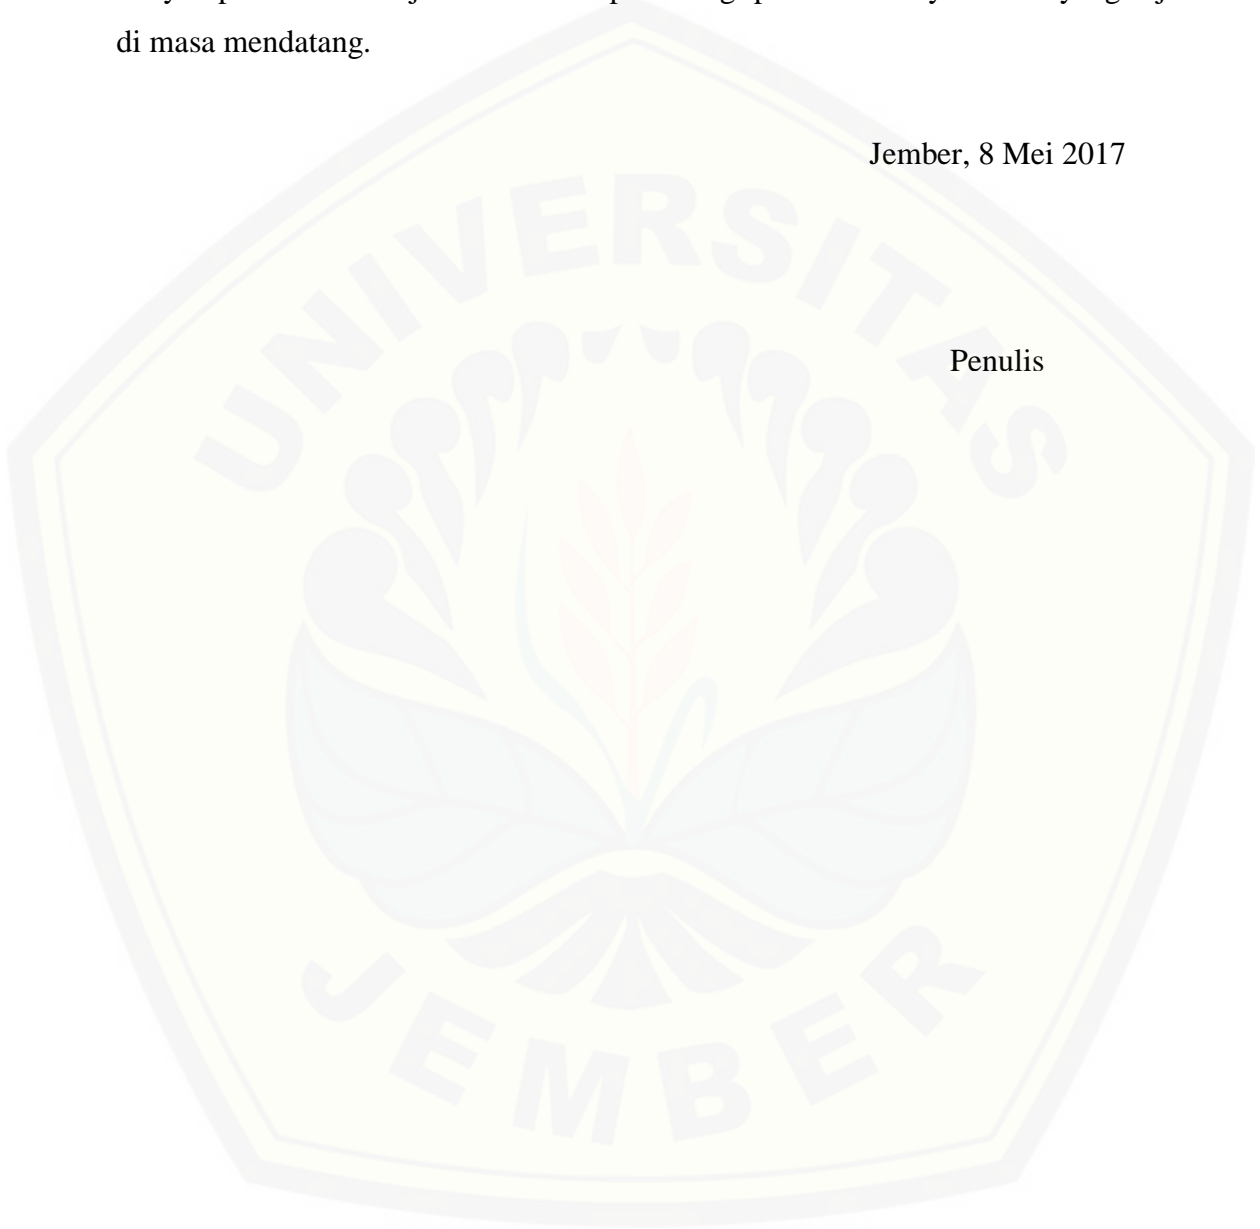 di masa mendatang.
Jember, 8 Mei 2017
Penulis
UNIVERSITAS
JEMBER